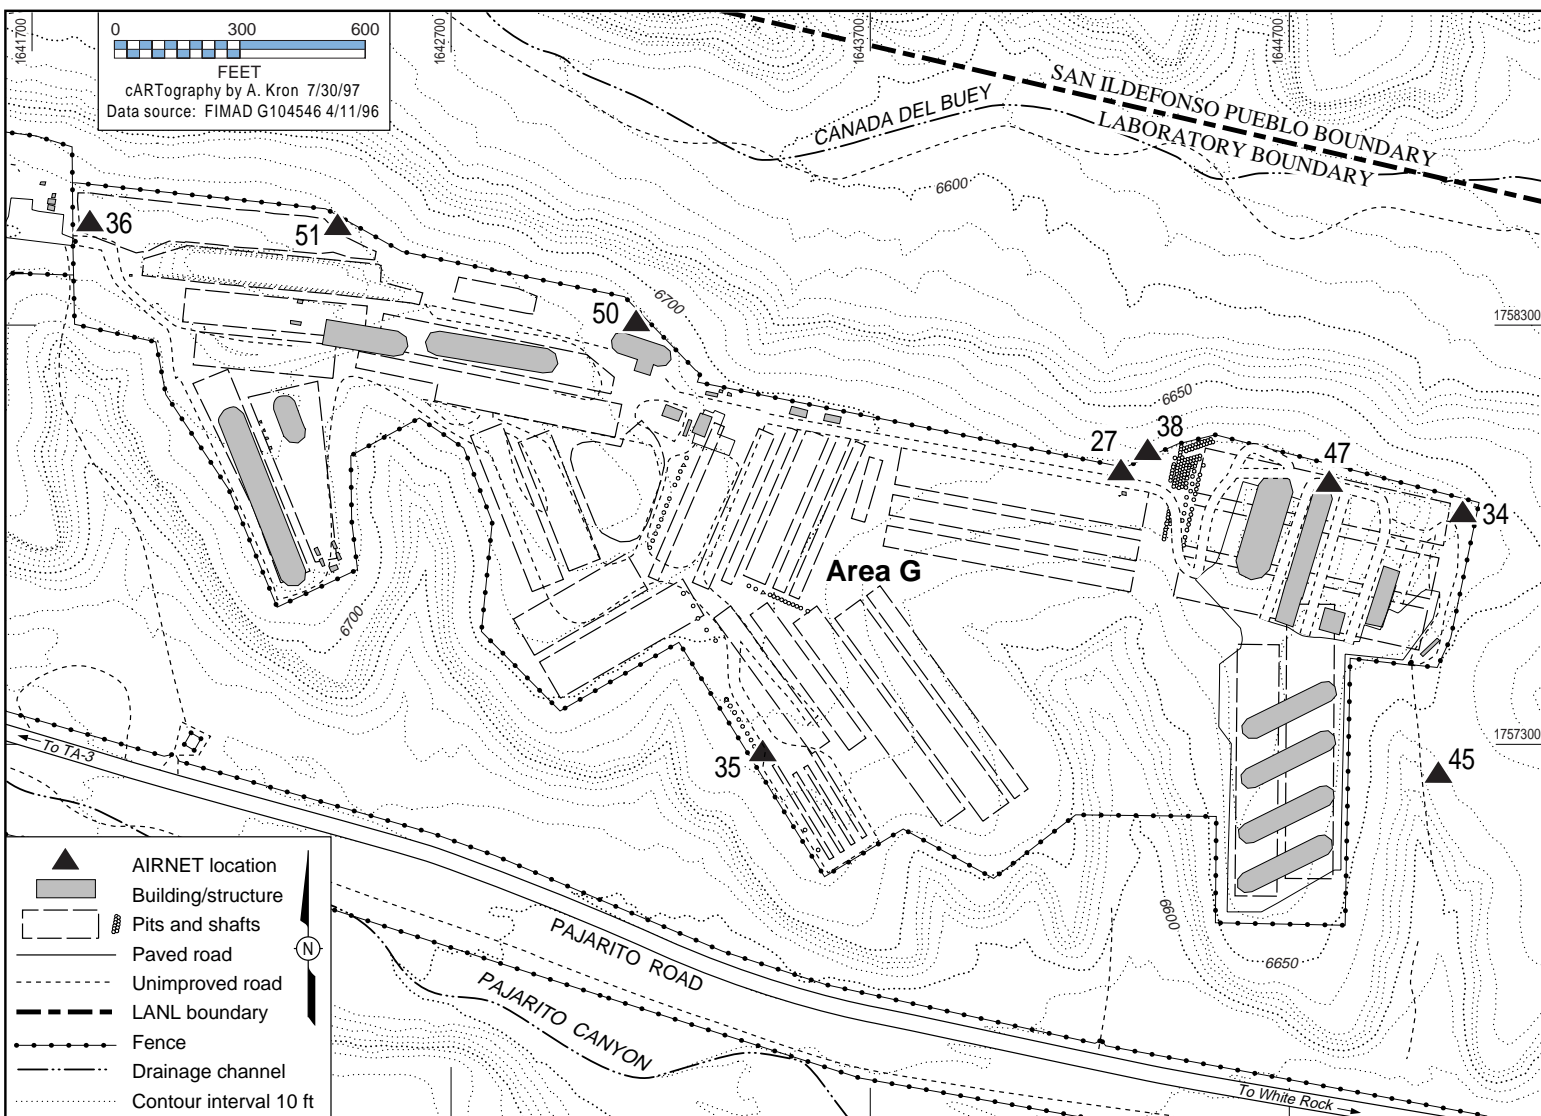 0 300 600
FEET
cARTography by A. Kron 7/30/97
Data source: FIMAD G104546 4/11/96
1641700
1642700
1643700
1644700
SAN ILDEFONSO PUEBLO BOUNDARY
LABORATORY BOUNDARY
CANADA DEL BUEY
6600
36
51
50
6700
1758300
6650
27
38
47
34
Area G
6700
35
45
1757300
To TA-3
6600
6650
PAJARITO ROAD
PAJARITO CANYON
To White Rock
AIRNET location
Building/structure
Pits and shafts
Paved road
Unimproved road
LANL boundary
Fence
Drainage channel
Contour interval 10 ft
N